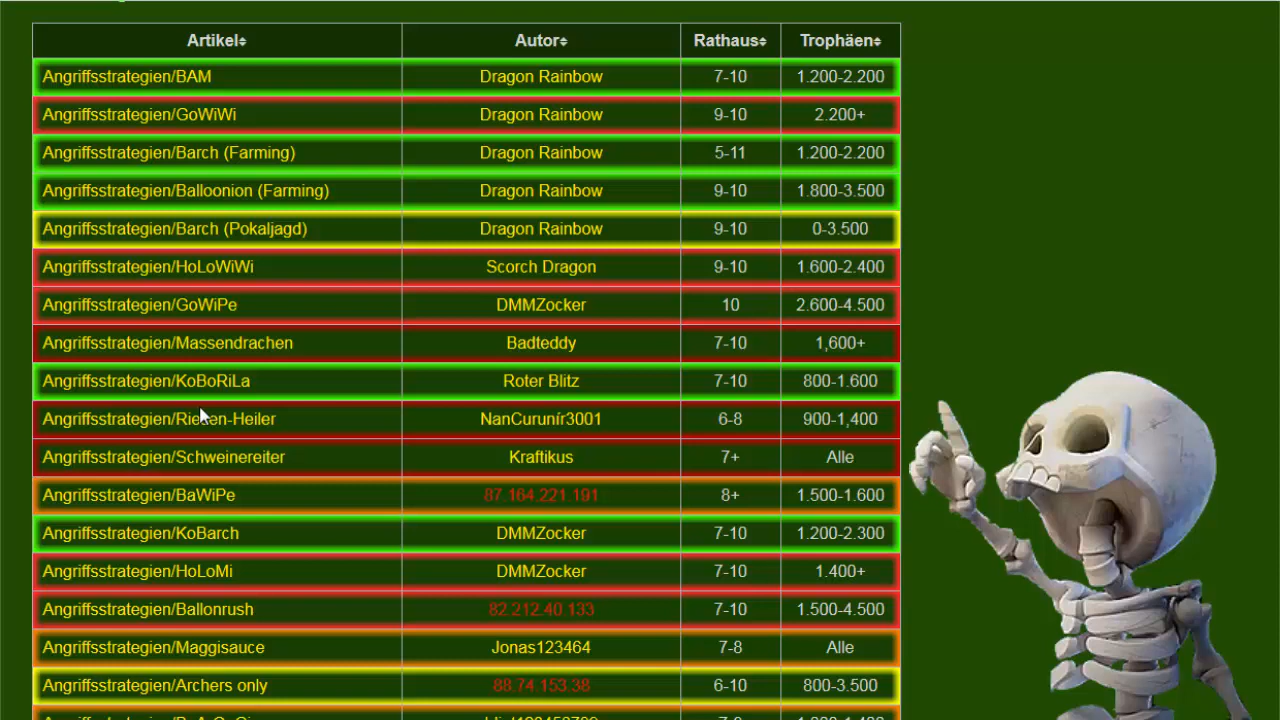 Artikel Autor Rathaus Trophäen
Angriffsstrategien/BAM Dragon Rainbow 7-10 1.200-2.200
Angriffsstrategien/GoWiWi Dragon Rainbow 9-10 2.200+
Angriffsstrategien/Barch (Farming) Dragon Rainbow 5-11 1.200-2.200
Angriffsstrategien/Balloonion (Farming) Dragon Rainbow 9-10 1.800-3.500
Angriffsstrategien/Barch (Pokaljagd) Dragon Rainbow 9-10 0-3.500
Angriffsstrategien/HoLoWiWi Scorch Dragon 9-10 1.600-2.400
Angriffsstrategien/GoWiPe DMMZocker 10 2.600-4.500
Angriffsstrategien/Massendrachen Badteddy 7-10 1,600+
Angriffsstrategien/KoBoRiLa Roter Blitz 7-10 800-1.600
Angriffsstrategien/Riesen-Heiler NanCurunír3001 6-8 900-1,400
Angriffsstrategien/Schweinereiter Kraftikus 7+ Alle
Angriffsstrategien/BaWiPe 87.164.221.191 8+ 1.500-1.600
Angriffsstrategien/KoBarch DMMZocker 7-10 1.200-2.300
Angriffsstrategien/HoLoMi DMMZocker 7-10 1.400+
Angriffsstrategien/Ballonrush 82.212.40.133 7-10 1.500-4.500
Angriffsstrategien/Maggisauce Jonas123464 7-8 Alle
Angriffsstrategien/Archers only 88.74.153.38 6-10 800-3.500